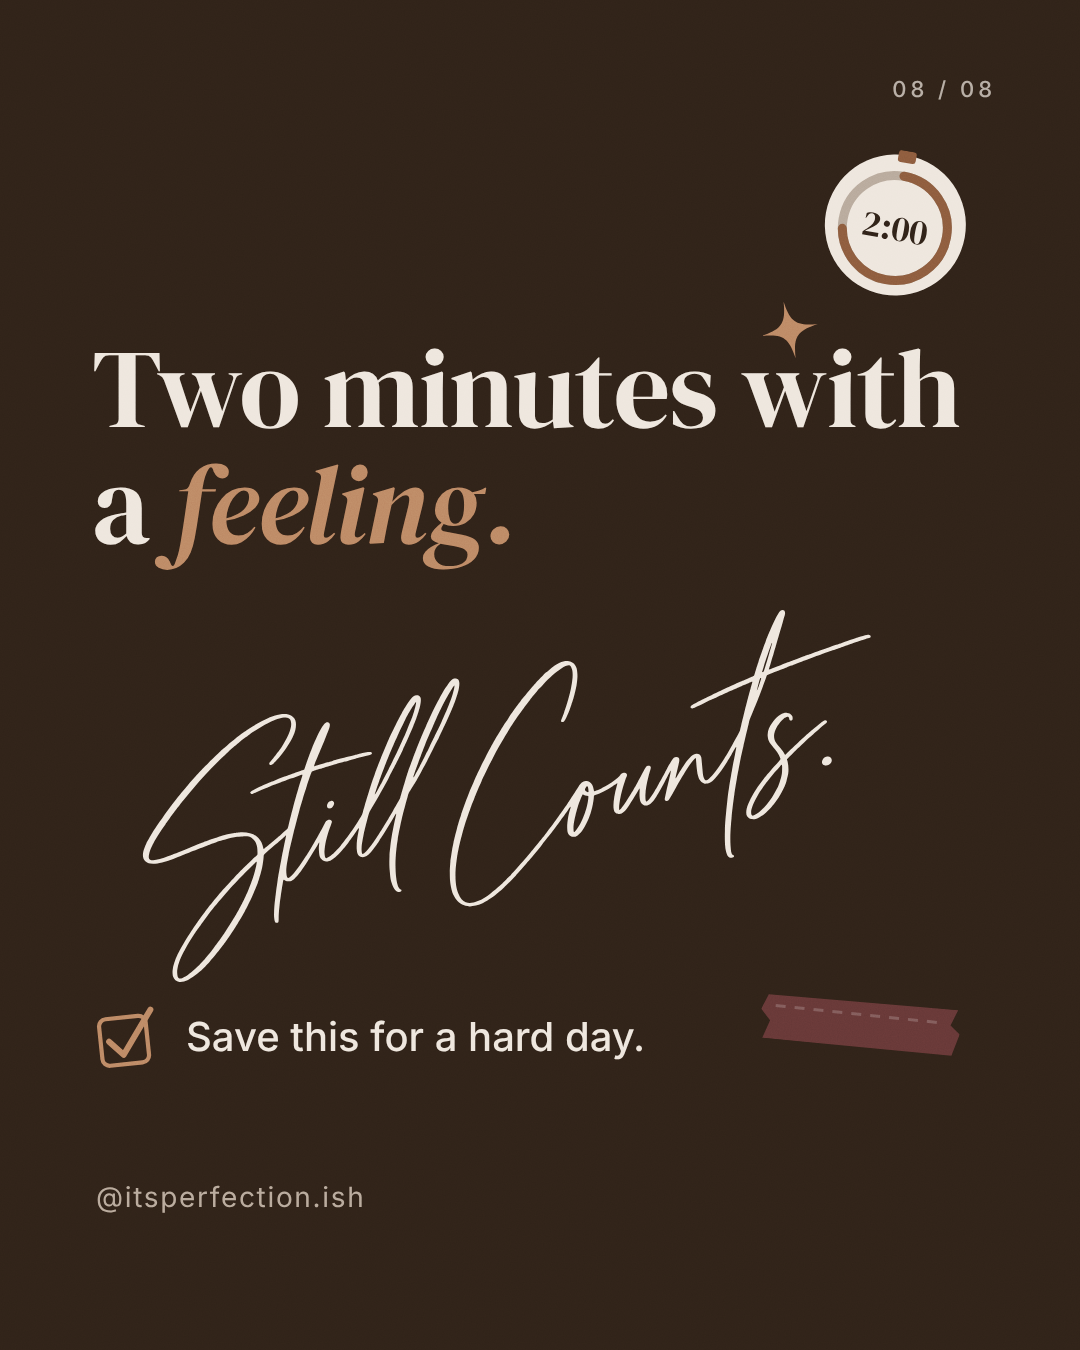 08 / 08
2:00
Two minutes with
a feeling.
Still Counts.
Save this for a hard day.
@itsperfection.ish